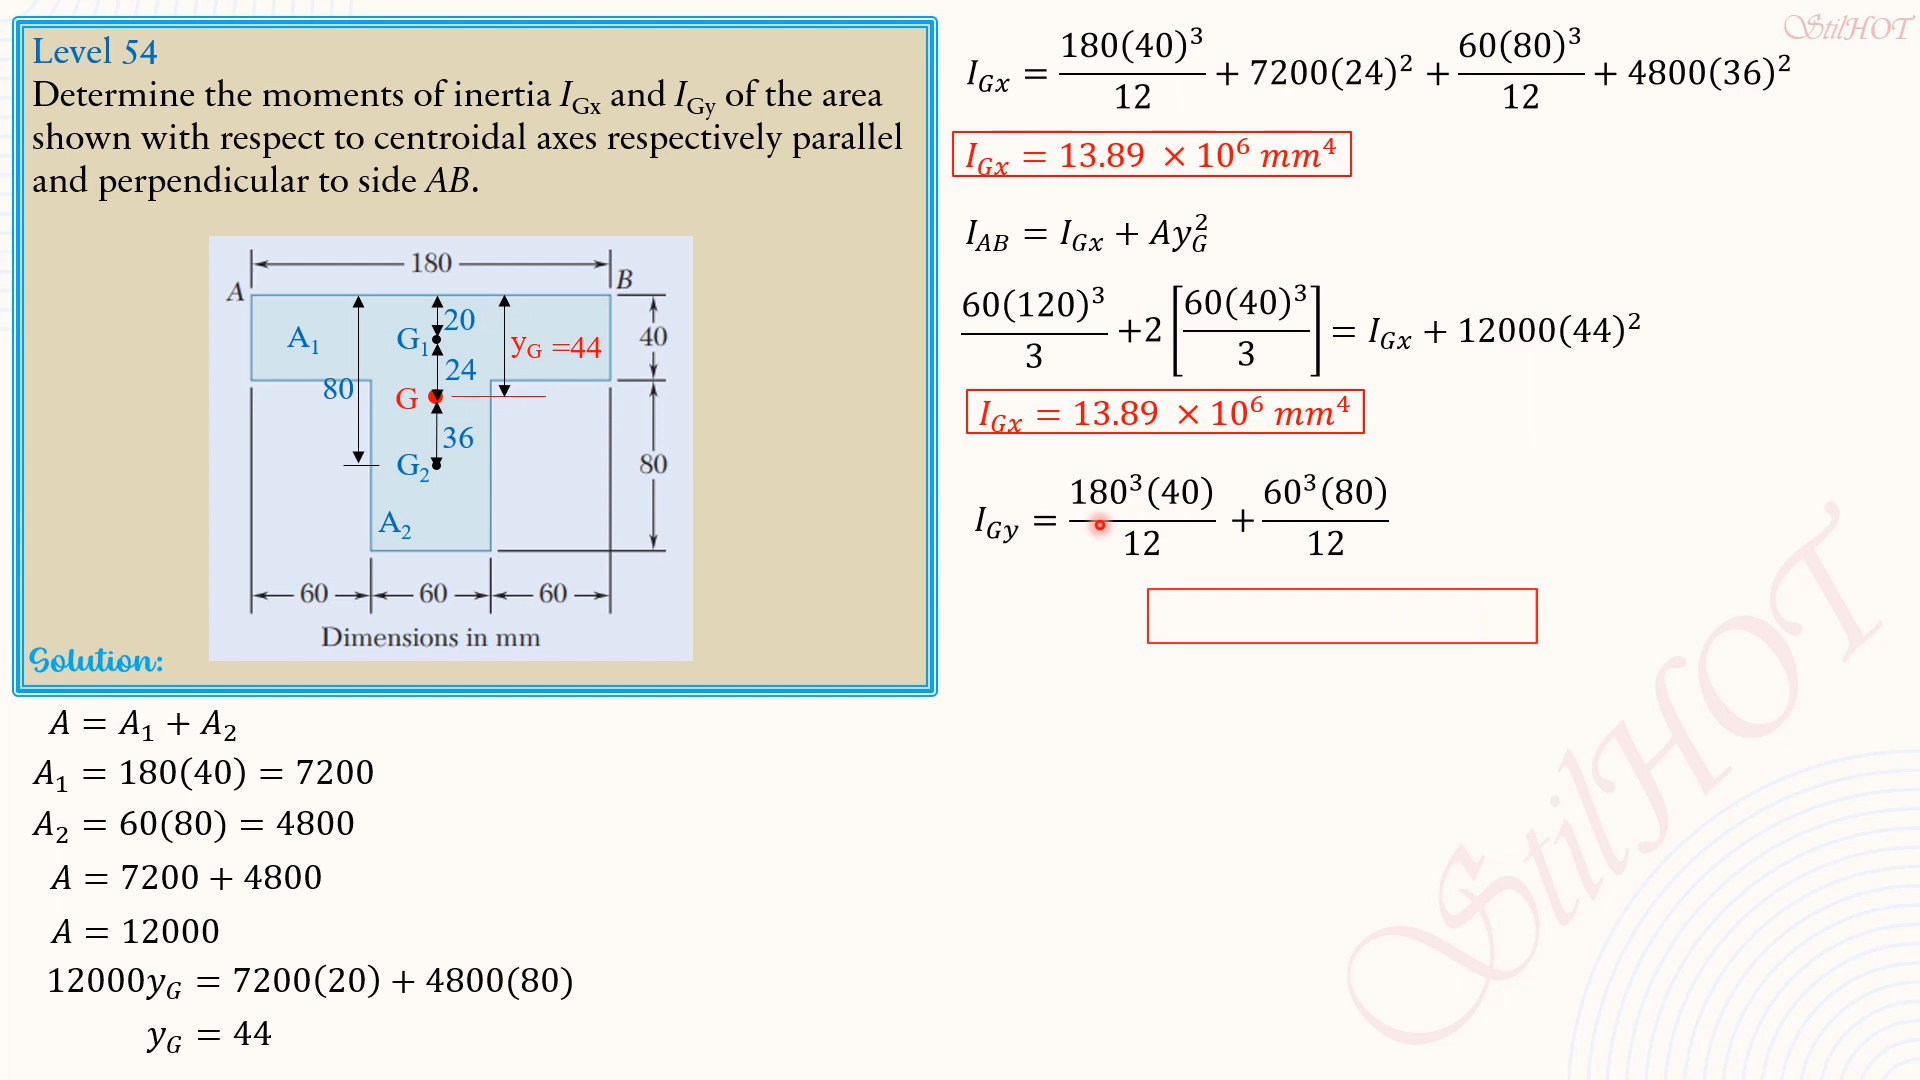 StilHOT
Level 54
Determine the moments of inertia I_Gx and I_Gy of the area
shown with respect to centroidal axes respectively parallel
and perpendicular to side AB.
180
A
B
20
A₁
G₁
y_G =44
40
24
80
G
36
G₂
80
A₂
60
60
60
Dimensions in mm
Solution:
A = A₁ + A₂
A₁ = 180(40) = 7200
A₂ = 60(80) = 4800
A = 7200 + 4800
A = 12000
12000y_G = 7200(20) + 4800(80)
y_G = 44
I_Gx = 180(40)³/12 + 7200(24)² + 60(80)³/12 + 4800(36)²
I_Gx = 13.89 × 10⁶ mm⁴
I_AB = I_Gx + Ay_G²
60(120)³/3 +2 [60(40)³/3] = I_Gx + 12000(44)²
I_Gx = 13.89 × 10⁶ mm⁴
I_Gy = 180³(40)/12 + 60³(80)/12
StilHOT